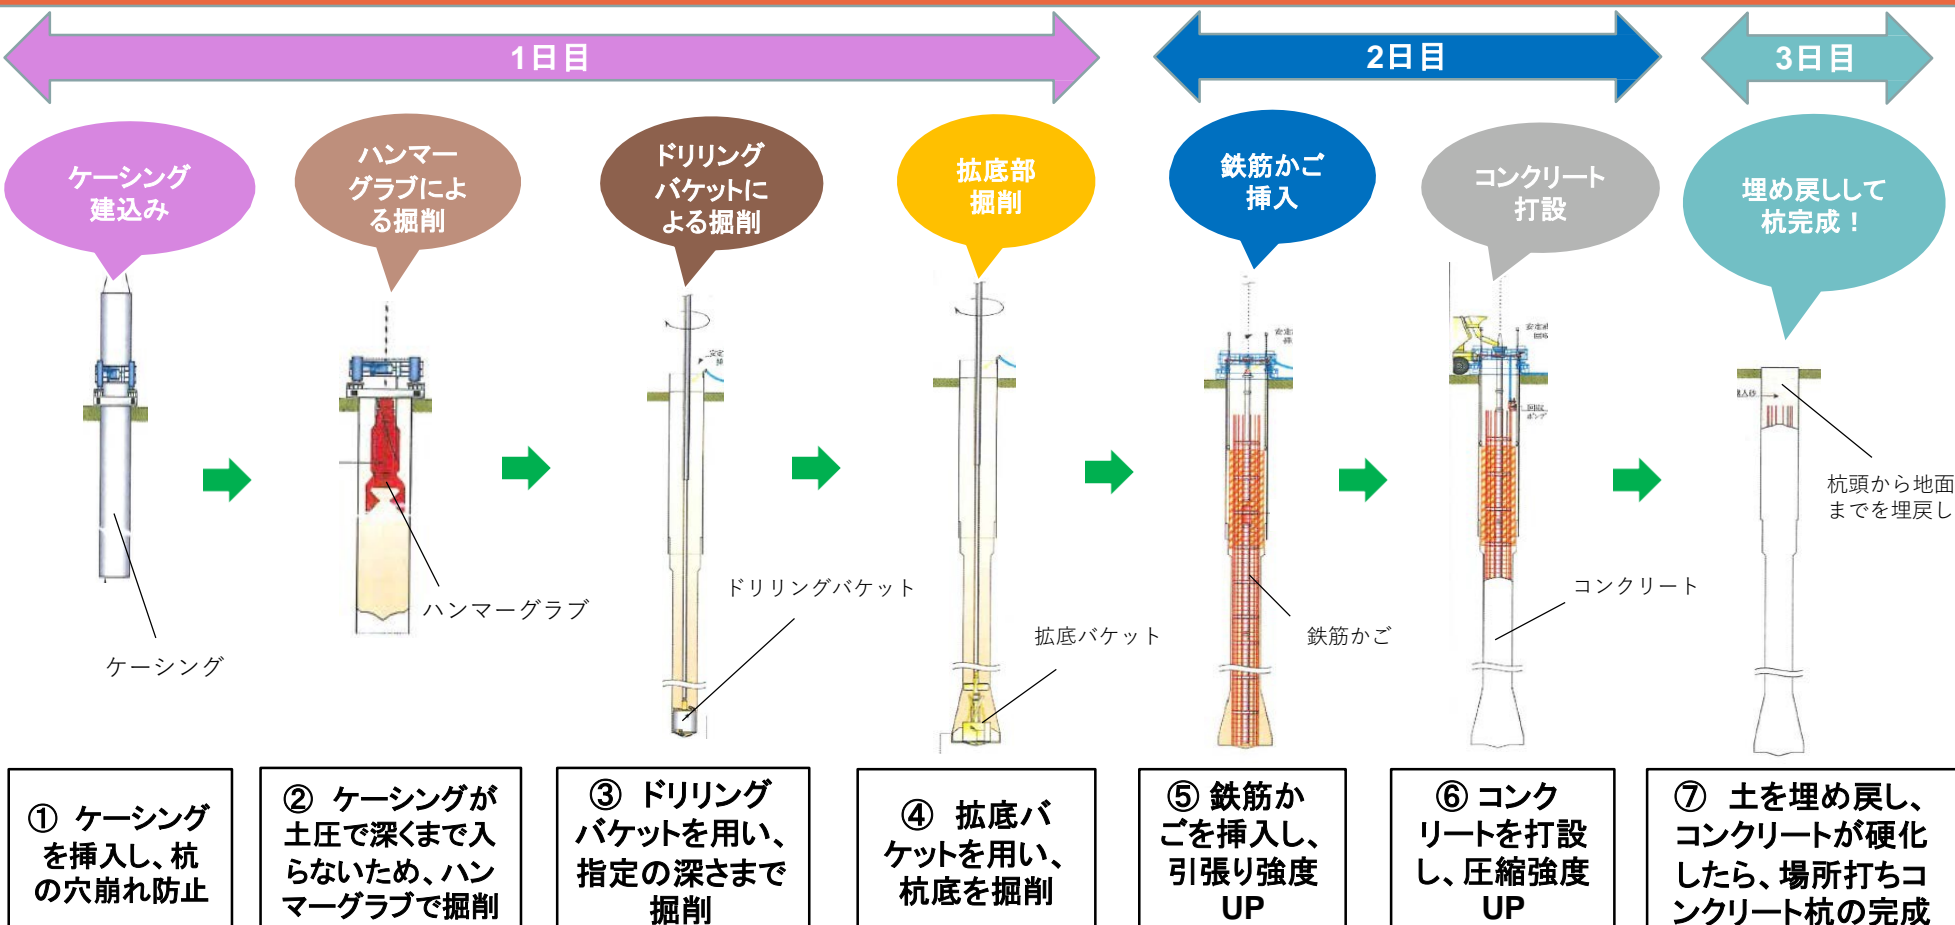 1日目
2日目
3日目
ケーシング
建込み
ハンマー
グラブによ
る掘削
ドリリング
バケットに
よる掘削
拡底部
掘削
鉄筋かご
挿入
コンクリート
打設
埋め戻しして
杭完成！
ケーシング
ハンマーグラブ
ドリリングバケット
拡底バケット
鉄筋かご
コンクリート
杭頭から地面
までを埋戻し
① ケーシング
を挿入し、杭
の穴崩れ防止
② ケーシングが
土圧で深くまで入
らないため、ハン
マーグラブで掘削
③ ドリリング
バケットを用い、
指定の深さまで
掘削
④ 拡底バ
ケットを用い、
杭底を掘削
⑤ 鉄筋か
ごを挿入し、
引張り強度
UP
⑥ コンク
リートを打設
し、圧縮強度
UP
⑦ 土を埋め戻し、
コンクリートが硬化
したら、場所打ちコ
ンクリート杭の完成